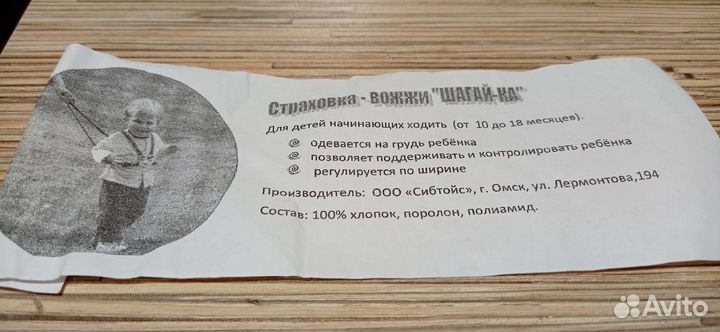 Страховка - вожжи "ШАГАЙ-КА"
Для детей начинающих ходить (от 10 до 18 месяцев).
@ одевается на грудь ребёнка
@ позволяет поддерживать и контролировать ребёнка
@ регулируется по ширине
Производитель: ООО «Сибтойс», г. Омск, ул. Лермонтова,194
Состав: 100% хлопок, поролон, полиамид.
Avito